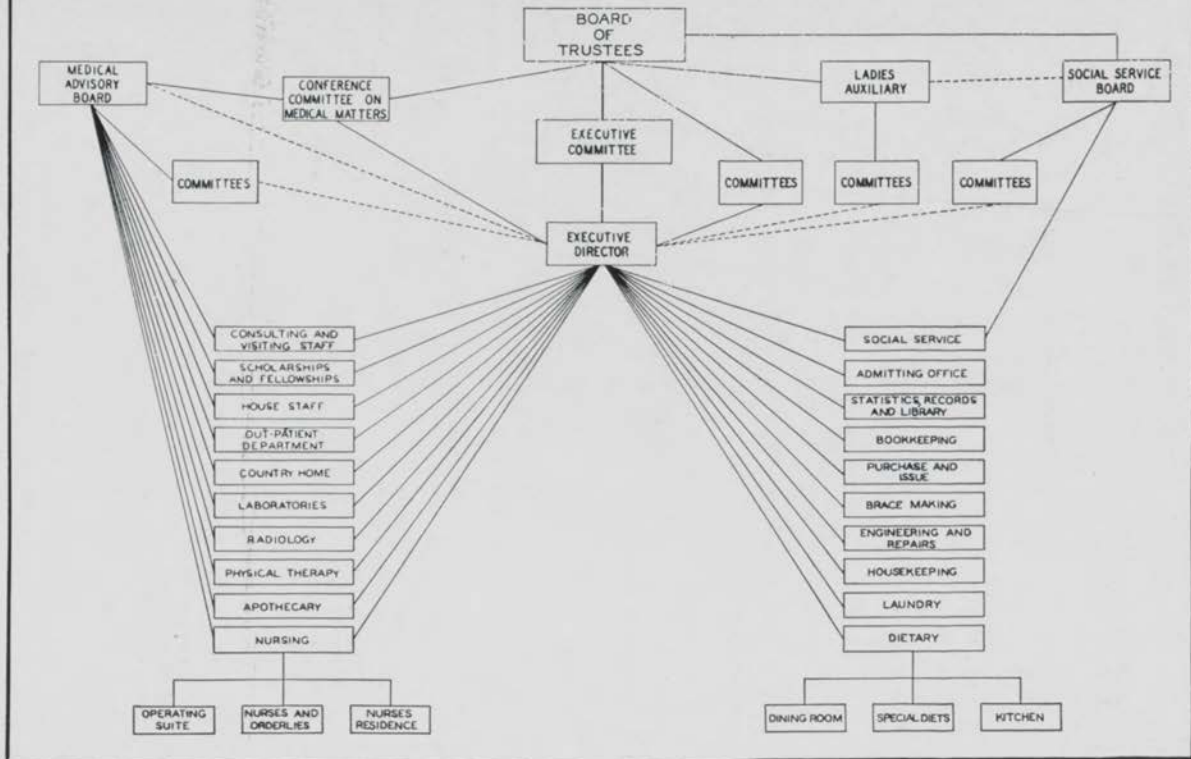 BOARD
OF
TRUSTEES
MEDICAL
ADVISORY
BOARD
CONFERENCE
COMMITTEE ON
MEDICAL MATTERS
LADIES
AUXILIARY
SOCIAL SERVICE
BOARD
EXECUTIVE
COMMITTEE
COMMITTEES
COMMITTEES
COMMITTEES
COMMITTEES
EXECUTIVE
DIRECTOR
CONSULTING AND
VISITING STAFF
SCHOLARSHIPS
AND FELLOWSHIPS
HOUSE STAFF
OUT-PATIENT
DEPARTMENT
COUNTRY HOME
LABORATORIES
RADIOLOGY
PHYSICAL THERAPY
APOTHECARY
NURSING
OPERATING
SUITE
NURSES AND
ORDERLIES
NURSES
RESIDENCE
SOCIAL SERVICE
ADMITTING OFFICE
STATISTICS, RECORDS
AND LIBRARY
BOOKKEEPING
PURCHASE AND
ISSUE
BRACE MAKING
ENGINEERING AND
REPAIRS
HOUSEKEEPING
LAUNDRY
DIETARY
DINING ROOM
SPECIAL DIETS
KITCHEN